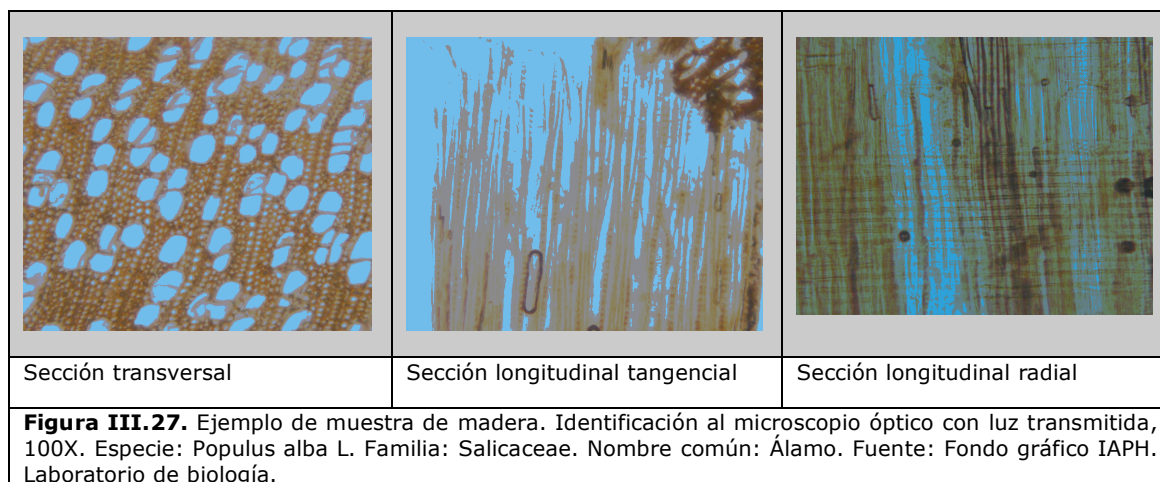 Sección transversal
Sección longitudinal tangencial
Sección longitudinal radial
Figura III.27. Ejemplo de muestra de madera. Identificación al microscopio óptico con luz transmitida,
100X. Especie: Populus alba L. Familia: Salicaceae. Nombre común: Álamo. Fuente: Fondo gráfico IAPH.
Laboratorio de biología.